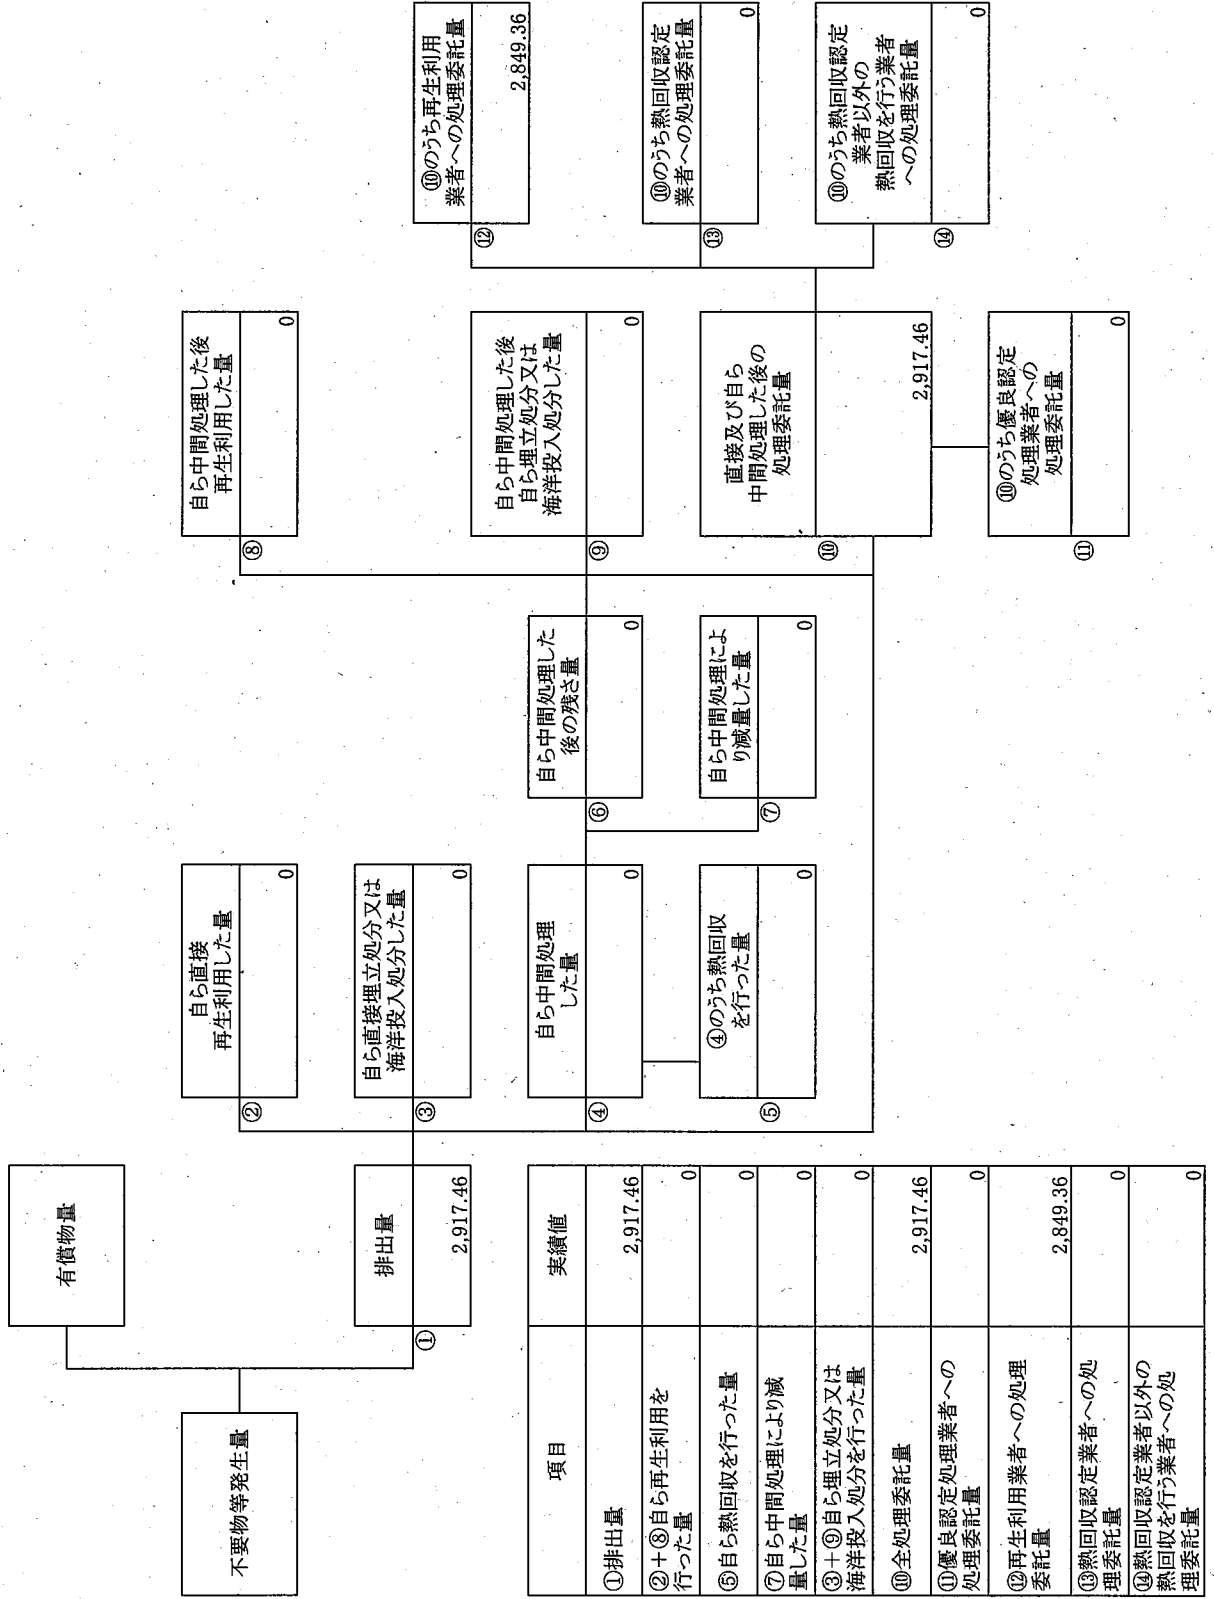 不要物等発生量
有償物量
①
排出量
2,917.46
②
自ら直接
再生利用した量
0
③
自ら直接埋立処分又は
海洋投入処分した量
0
④
自ら中間処理
した量
0
⑤
④のうち熱回収
を行った量
0
⑥
自ら中間処理した
後の残さ量
0
⑦
自ら中間処理によ
り減量した量
0
⑧
自ら中間処理した後
再生利用した量
0
⑨
自ら中間処理した後
自ら埋立処分又は
海洋投入処分した量
0
⑩
直接及び自ら
中間処理した後の
処理委託量
2,917.46
⑪
⑩のうち優良認定
処理業者への
処理委託量
0
⑫
⑩のうち再生利用
業者への処理委託量
2,849.36
⑬
⑩のうち熱回収認定
業者への処理委託量
0
⑭
⑩のうち熱回収認定
業者以外の
熱回収を行う業者
への処理委託量
0
項目 実績値
①排出量 2,917.46
②+⑧自ら再生利用を
行った量 0
⑤自ら熱回収を行った量 0
⑦自ら中間処理により減
量した量 0
③+⑨自ら埋立処分又は
海洋投入処分を行った量 0
⑩全処理委託量 2,917.46
⑪優良認定処理業者への
処理委託量 0
⑫再生利用業者への処理
委託量 2,849.36
⑬熱回収認定業者への処
理委託量 0
⑭熱回収認定業者以外の
熱回収を行う業者への処
理委託量 0